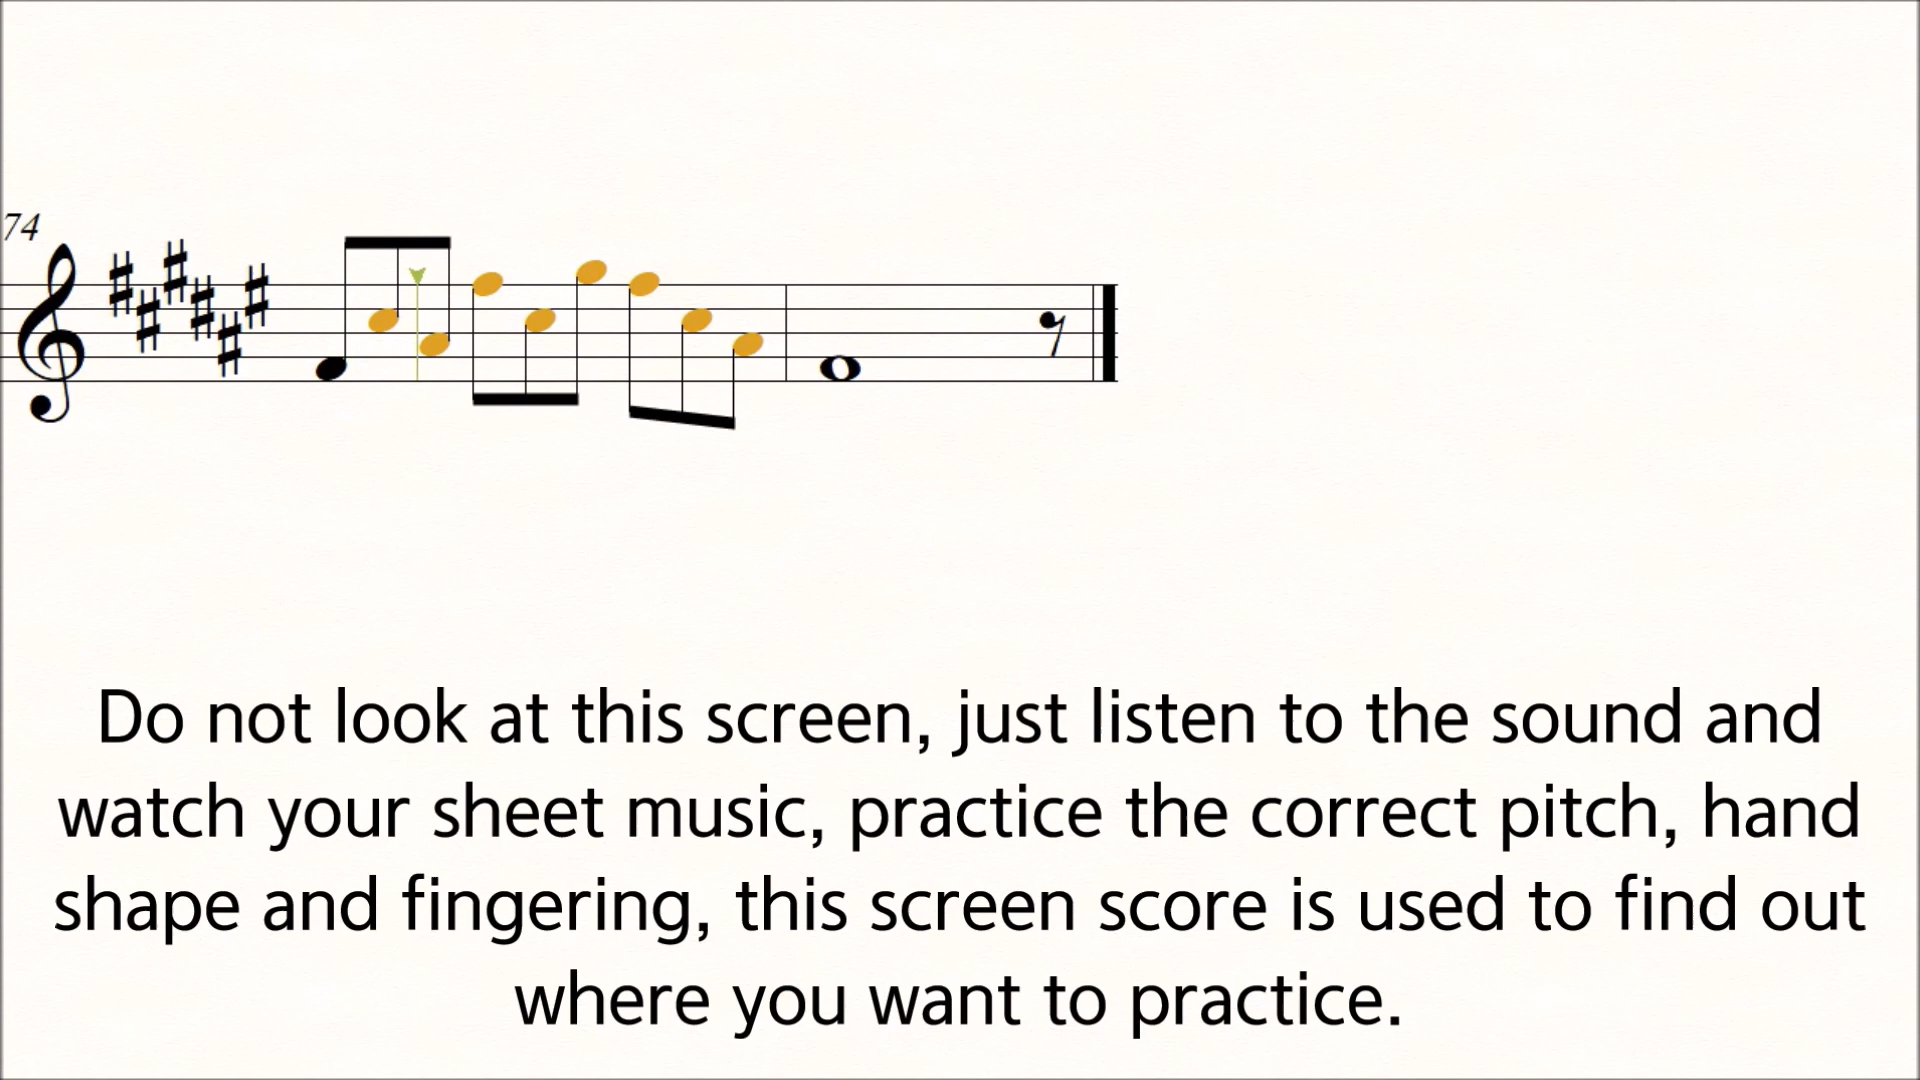 74
Do not look at this screen, just listen to the sound and
watch your sheet music, practice the correct pitch, hand
shape and fingering, this screen score is used to find out
where you want to practice.